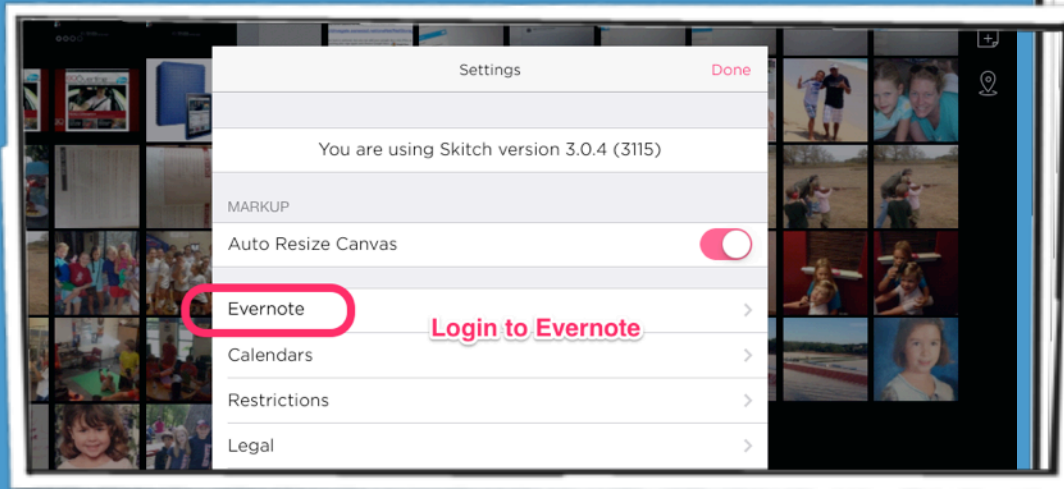 Settings
Done
You are using Skitch version 3.0.4 (3115)
MARKUP
Auto Resize Canvas
Evernote
Login to Evernote
Calendars
Restrictions
Legal